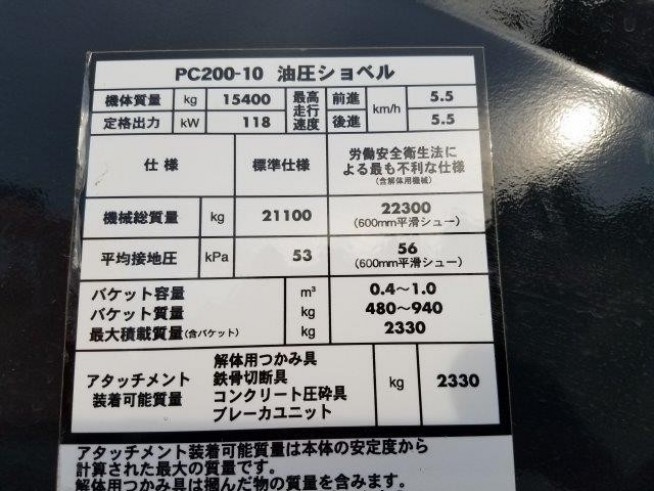 PC200-10 油圧ショベル
機体質量 kg 15400 最高走行速度 前進 km/h 5.5
定格出力 kW 118 後進 5.5
仕様 標準仕様 労働安全衛生法に
よる最も不利な仕様
(含解体用機械)
機械総質量 kg 21100 22300
(600mm平滑シュー)
平均接地圧 kPa 53 56
(600mm平滑シュー)
バケット容量 m³ 0.4～1.0
バケット質量 kg 480～940
最大積載質量(含バケット) kg 2330
アタッチメント
装着可能質量
解体用つかみ具
鉄骨切断具
コンクリート圧砕具
ブレーカユニット
kg 2330
アタッチメント装着可能質量は本体の安定度から
計算された最大の質量です。
解体用つかみ具は掴んだ物の質量を含みます。